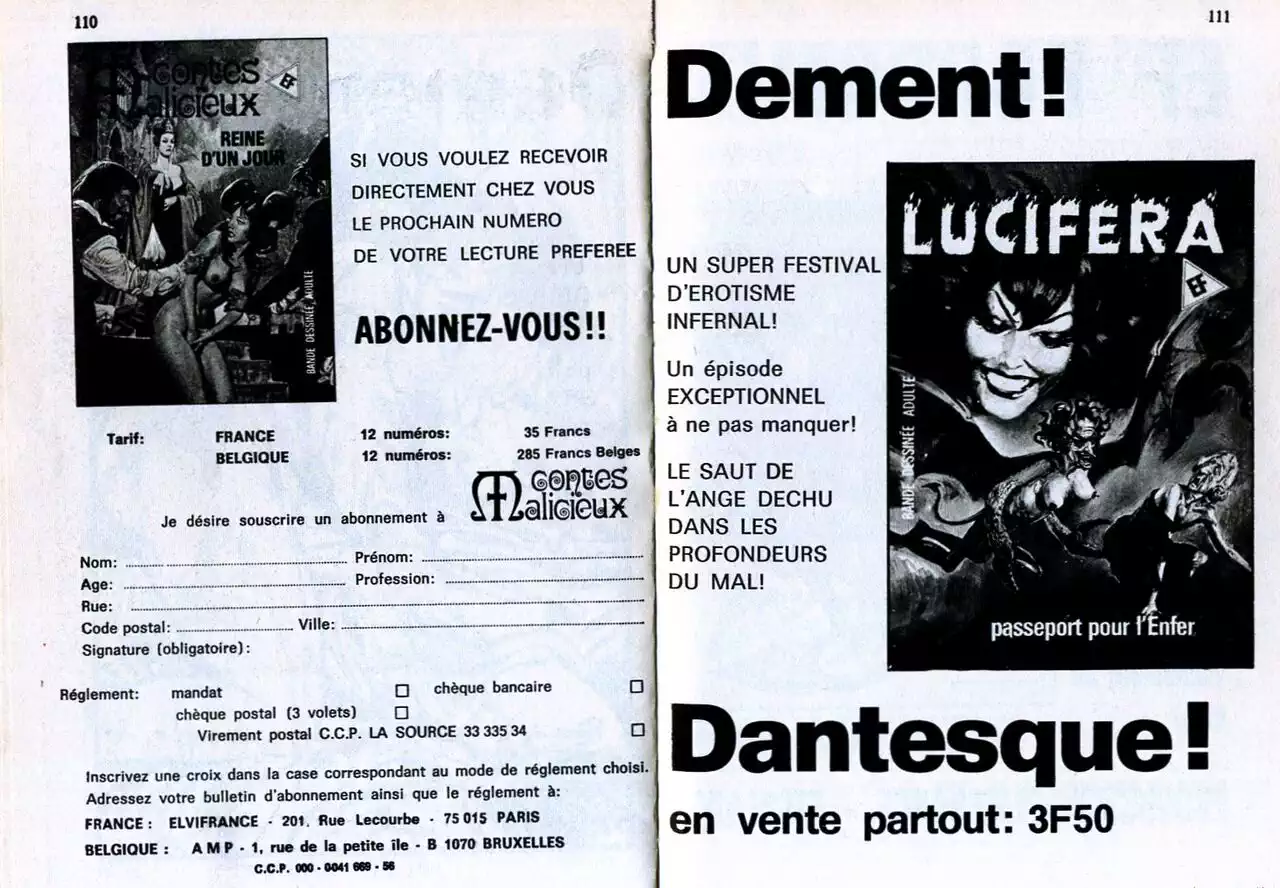 110
contes
Malicieux
EF
REINE
D'UN JOUR
BANDE DESSINÉE ADULTE
SI VOUS VOULEZ RECEVOIR
DIRECTEMENT CHEZ VOUS
LE PROCHAIN NUMERO
DE VOTRE LECTURE PREFEREE
ABONNEZ-VOUS!!
Tarif: FRANCE 12 numéros: 35 Francs
BELGIQUE 12 numéros: 285 Francs Belges
Je désire souscrire un abonnement à contes Malicieux
Nom: Prénom:
Age: Profession:
Rue:
Code postal: Ville:
Signature (obligatoire):
Réglement: mandat □ chèque bancaire □
chèque postal (3 volets) □
Virement postal C.C.P. LA SOURCE 33 335 34 □
Inscrivez une croix dans la case correspondant au mode de réglement choisi.
Adressez votre bulletin d'abonnement ainsi que le réglement à:
FRANCE : ELVIFRANCE - 201, Rue Lecourbe - 75 015 PARIS
BELGIQUE : A M P - 1, rue de la petite île - B 1070 BRUXELLES
C.C.P. 000 - 0041 669 - 56
111
Dement!
UN SUPER FESTIVAL
D'EROTISME
INFERNAL!
Un épisode
EXCEPTIONNEL
à ne pas manquer!
LE SAUT DE
L'ANGE DECHU
DANS LES
PROFONDEURS
DU MAL!
LUCIFERA
EF
BANDE DESSINÉE ADULTE
passeport pour l'Enfer
Dantesque!
en vente partout: 3F50